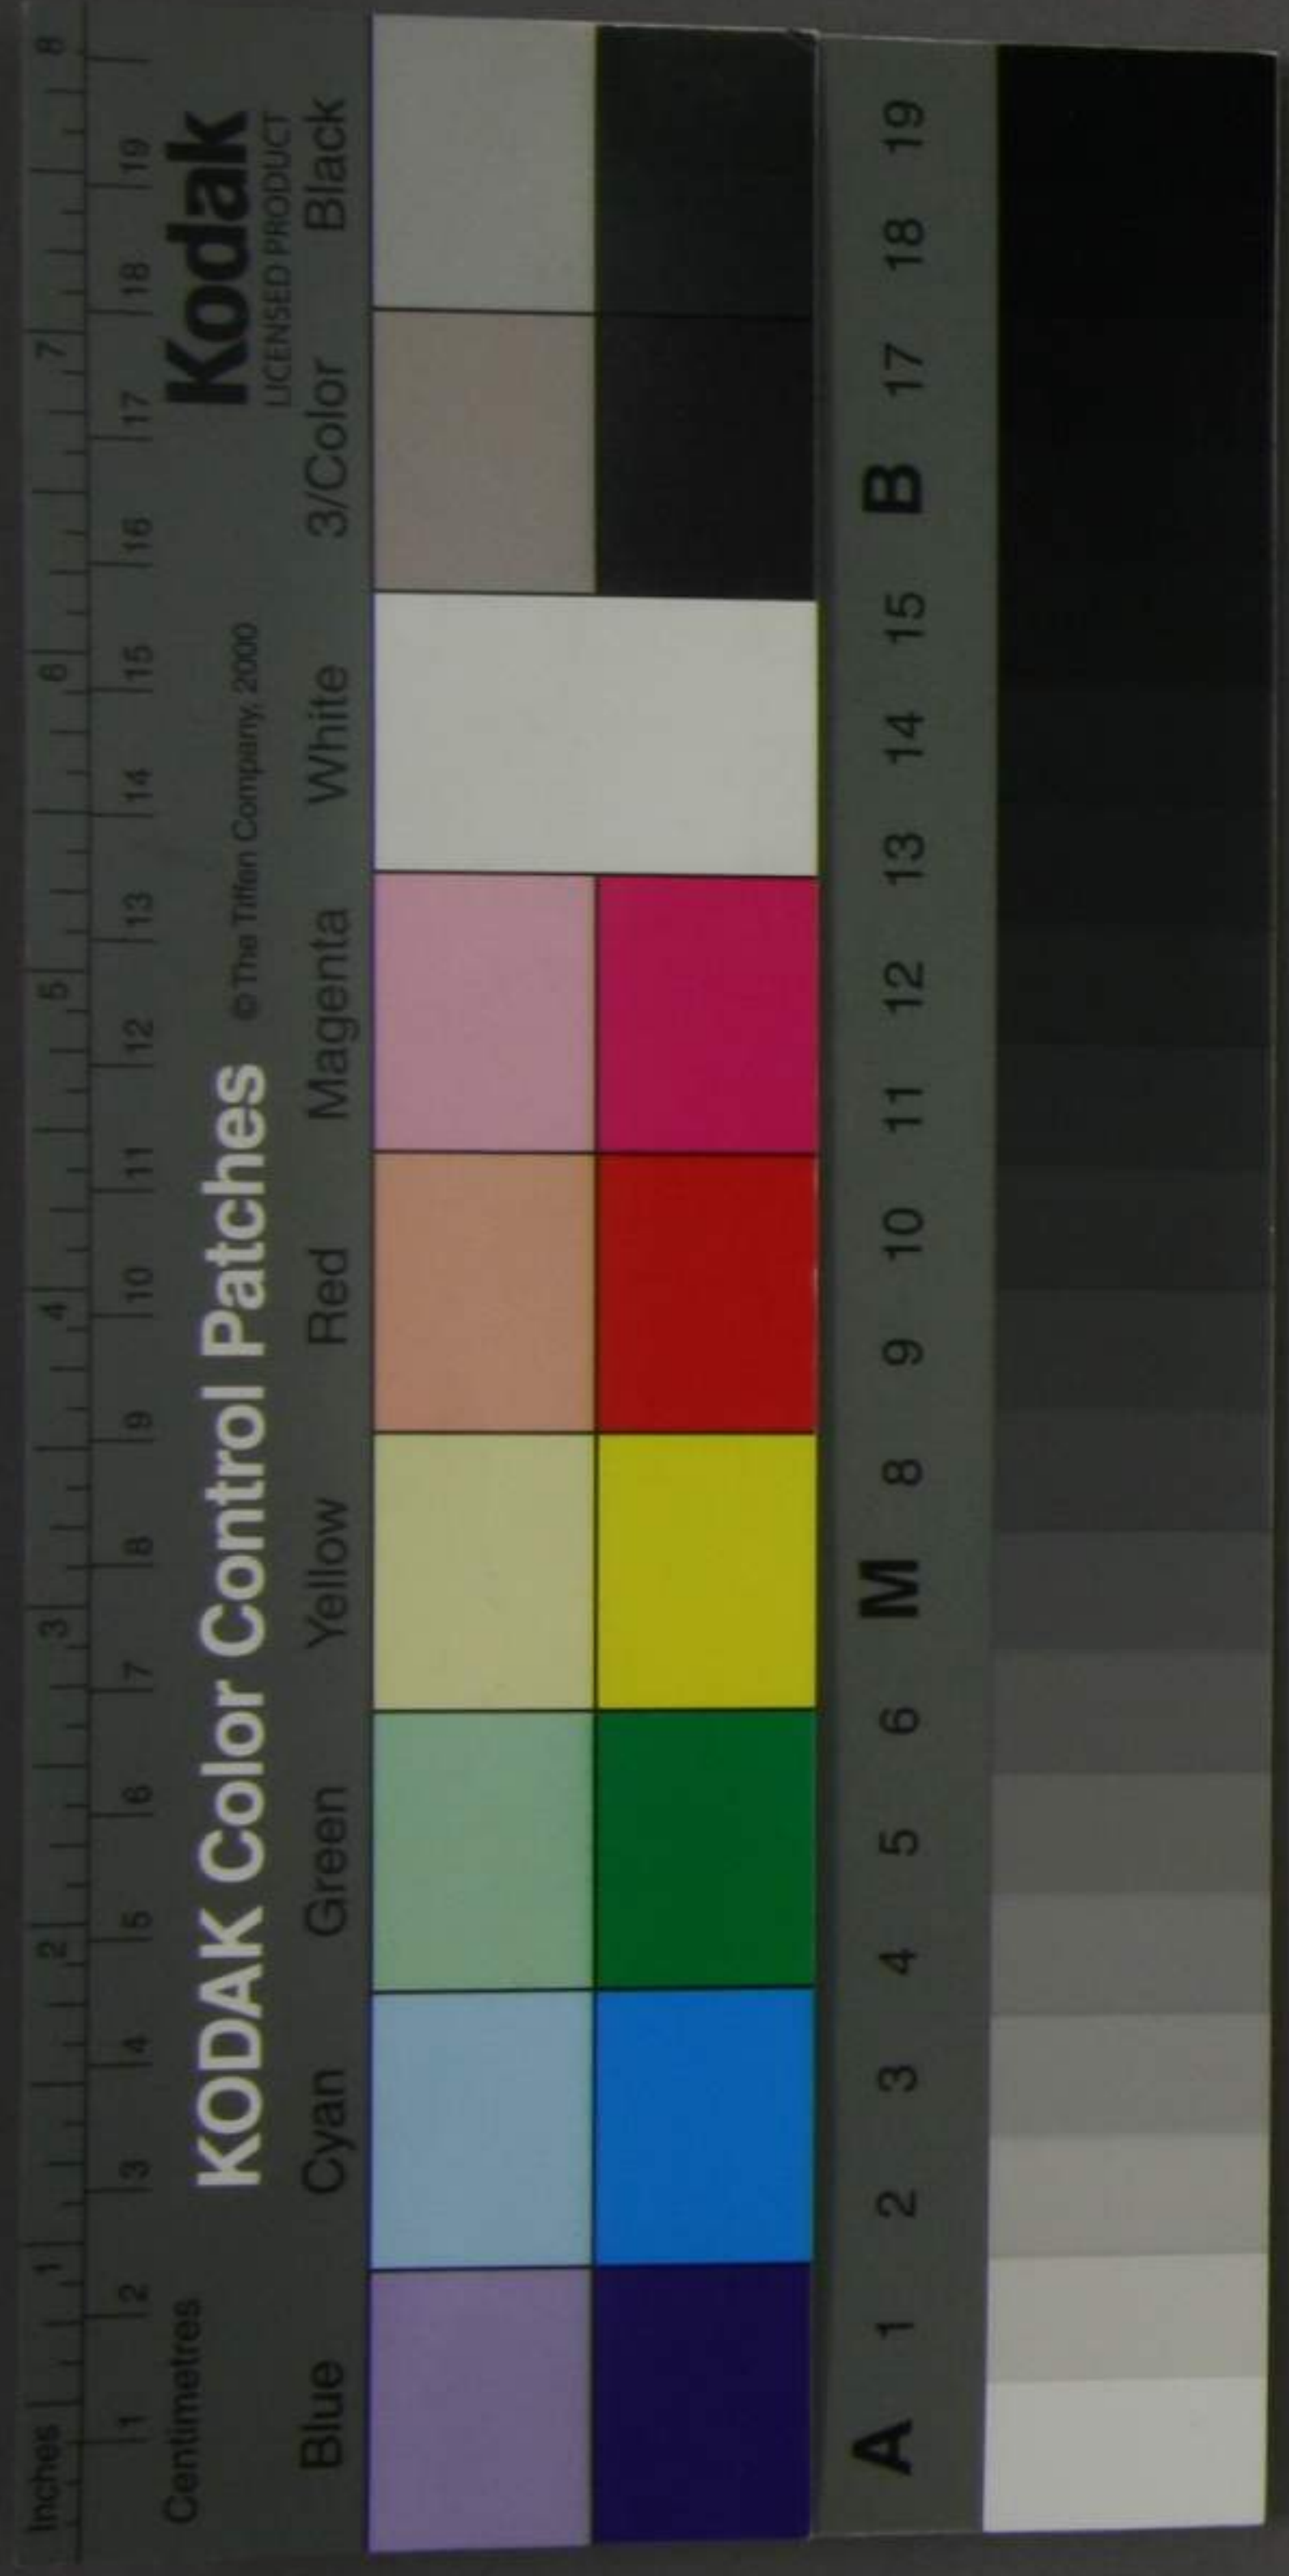 Inches 1 2 3 4 5 6 7 8
1 2 3 4 5 6 7 8 9 10 11 12 13 14 15 16 17 18 19
Centimetres
KODAK Color Control Patches
© The Tiffen Company, 2000
Kodak
LICENSED PRODUCT
Blue Cyan Green Yellow Red Magenta White 3/Color Black
A 1 2 3 4 5 6 M 8 9 10 11 12 13 14 15 B 17 18 19